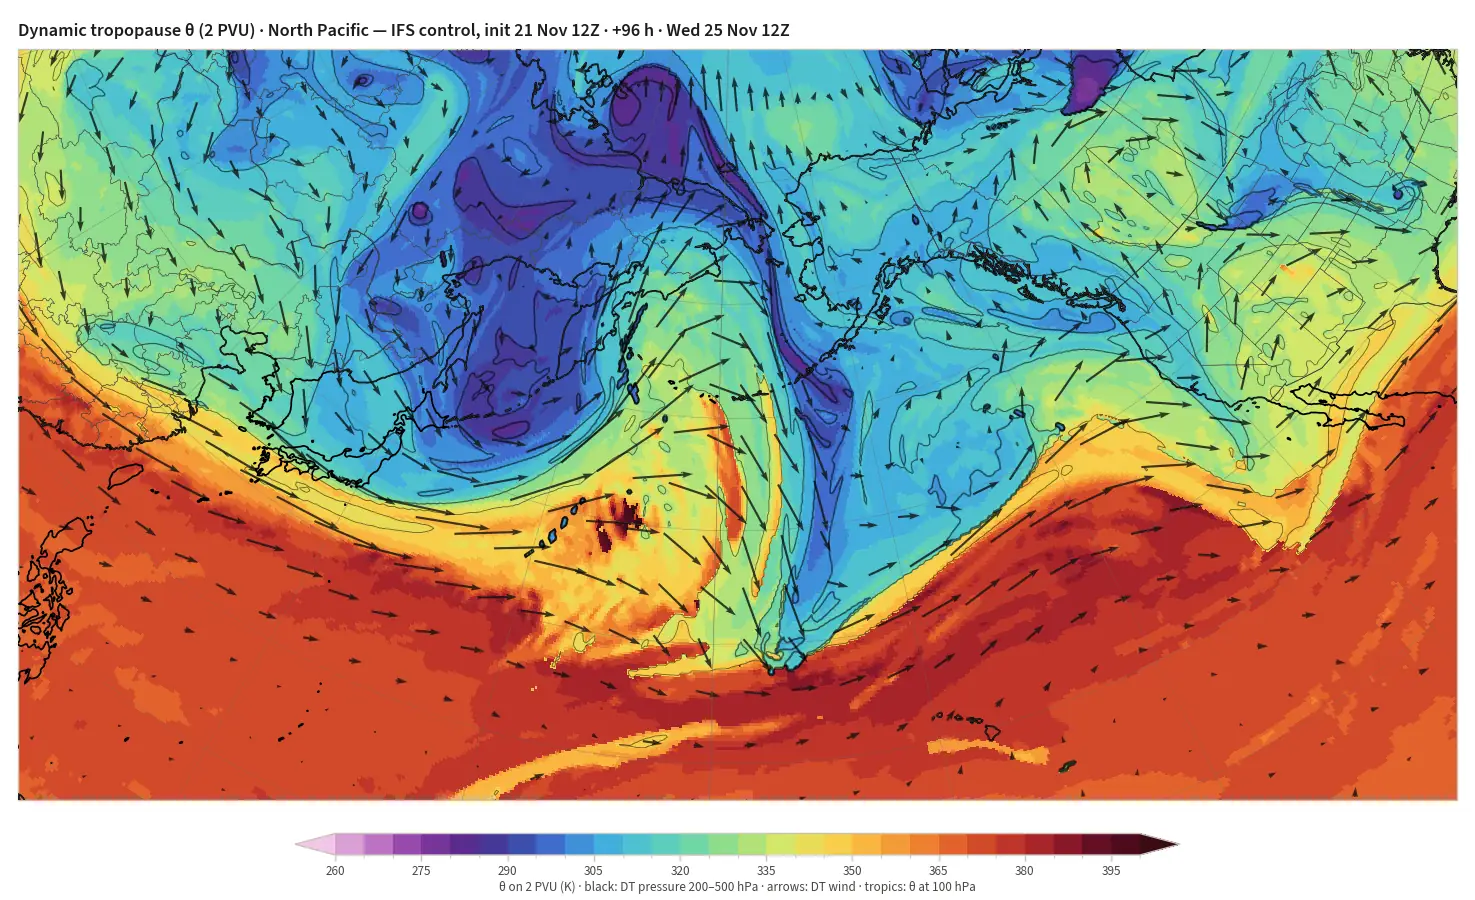 Dynamic tropopause θ (2 PVU) · North Pacific — IFS control, init 21 Nov 12Z · +96 h · Wed 25 Nov 12Z
260 275 290 305 320 335 350 365 380 395
θ on 2 PVU (K) · black: DT pressure 200–500 hPa · arrows: DT wind · tropics: θ at 100 hPa